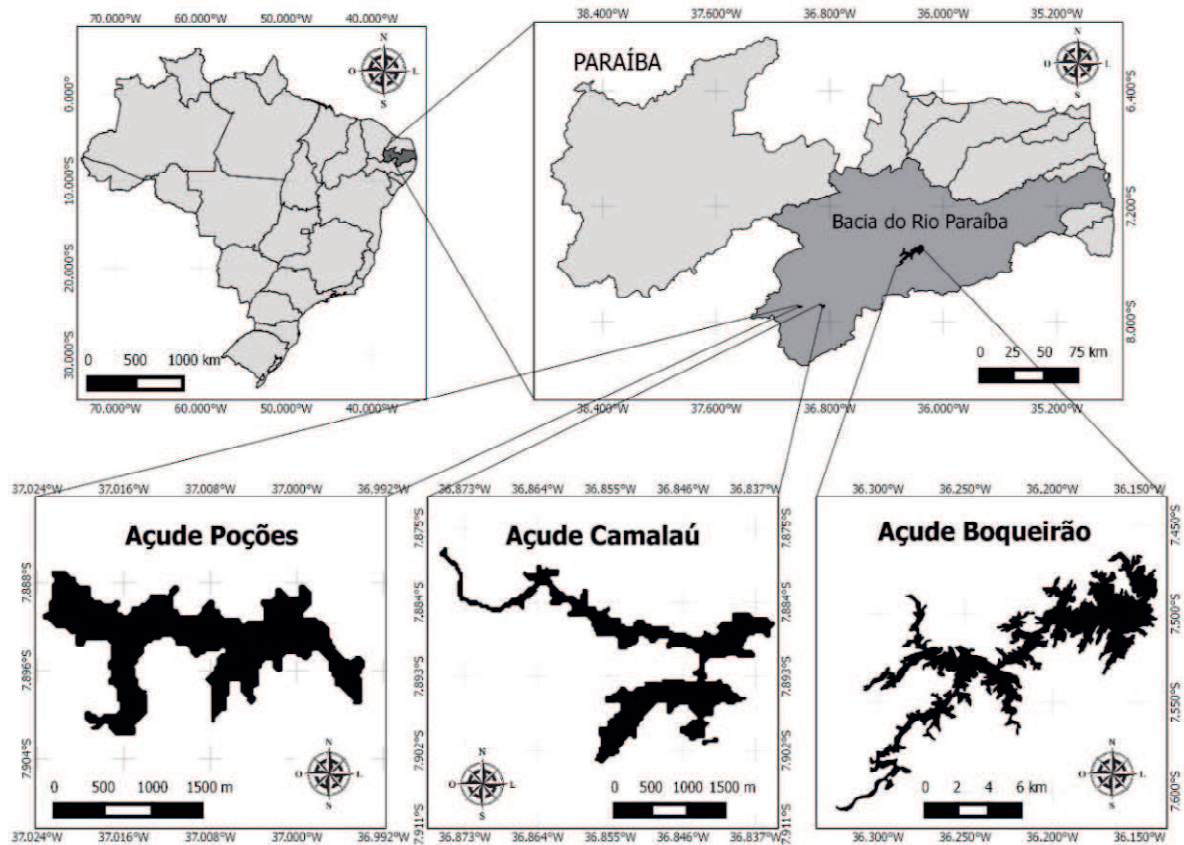 70.000°W 60.000°W 50.000°W 40.000°W
N
O L
S
0.000°
10.000°S
20.000°S
30.000°S
0 500 1000 km
70.000°W 60.000°W 50.000°W 40.000°W
38.400°W 37.600°W 36.800°W 36.000°W 35.200°W
PARAÍBA
N
O L
S
6.400°S
7.200°S
8.000°S
Bacia do Rio Paraíba
0 25 50 75 km
38.400°W 37.600°W 36.800°W 36.000°W 35.200°W
37.024°W 37.016°W 37.008°W 37.000°W 36.992°W
Açude Poções
7.888°S
7.896°S
7.904°S
N
O L
S
0 500 1000 1500 m
37.024°W 37.016°W 37.008°W 37.000°W 36.992°W
36.873°W 36.864°W 36.855°W 36.846°W 36.837°W
Açude Camalaú
7.875°S
7.884°S
7.893°S
7.902°S
7.911°S
N
O L
S
0 500 1000 1500 m
7.911°S
36.873°W 36.864°W 36.855°W 36.846°W 36.837°W
36.300°W 36.250°W 36.200°W 36.150°W
Açude Boqueirão
7.450°S
7.500°S
7.550°S
7.600°S
N
O L
S
0 2 4 6 km
36.300°W 36.250°W 36.200°W 36.150°W